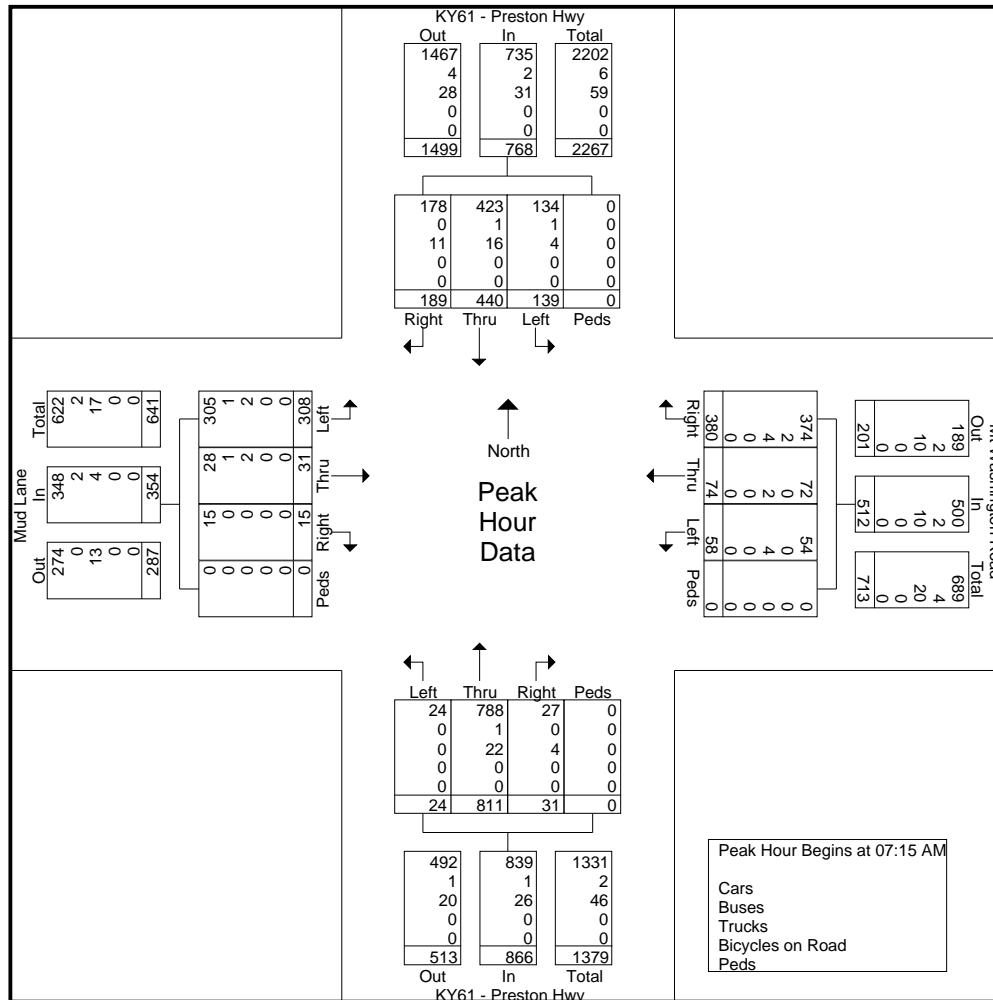 KY61 - Preston Hwy
Out In Total
1467 735 2202
4 2 6
28 31 59
0 0 0
0 0 0
1499 768 2267
178 423 134 0
0 1 1 0
11 16 4 0
0 0 0 0
0 0 0 0
189 440 139 0
Right Thru Left Peds
Mud Lane
Total
622 2 17 0 0 641
In
348 2 4 0 0 354
Out
274 0 13 0 0 287
305 1 2 0 0 308 Left
28 1 2 0 0 31 Thru
15 0 0 0 0 15 Right
0 0 0 0 0 0 Peds
North
Peak
Hour
Data
Right 380 0 0 4 2 374
Thru 74 0 0 2 0 72
Left 58 0 0 4 0 54
Peds 0 0 0 0 0 0
Washington Road
Out
201 0 0 10 2 189
In
512 0 0 10 2 500
Total
713 0 0 20 4 689
Left Thru Right Peds
24 788 27 0
0 1 0 0
0 22 4 0
0 0 0 0
0 0 0 0
24 811 31 0
492 839 1331
1 1 2
20 26 46
0 0 0
0 0 0
513 866 1379
Out In Total
KY61 - Preston Hwy
Peak Hour Begins at 07:15 AM
Cars
Buses
Trucks
Bicycles on Road
Peds